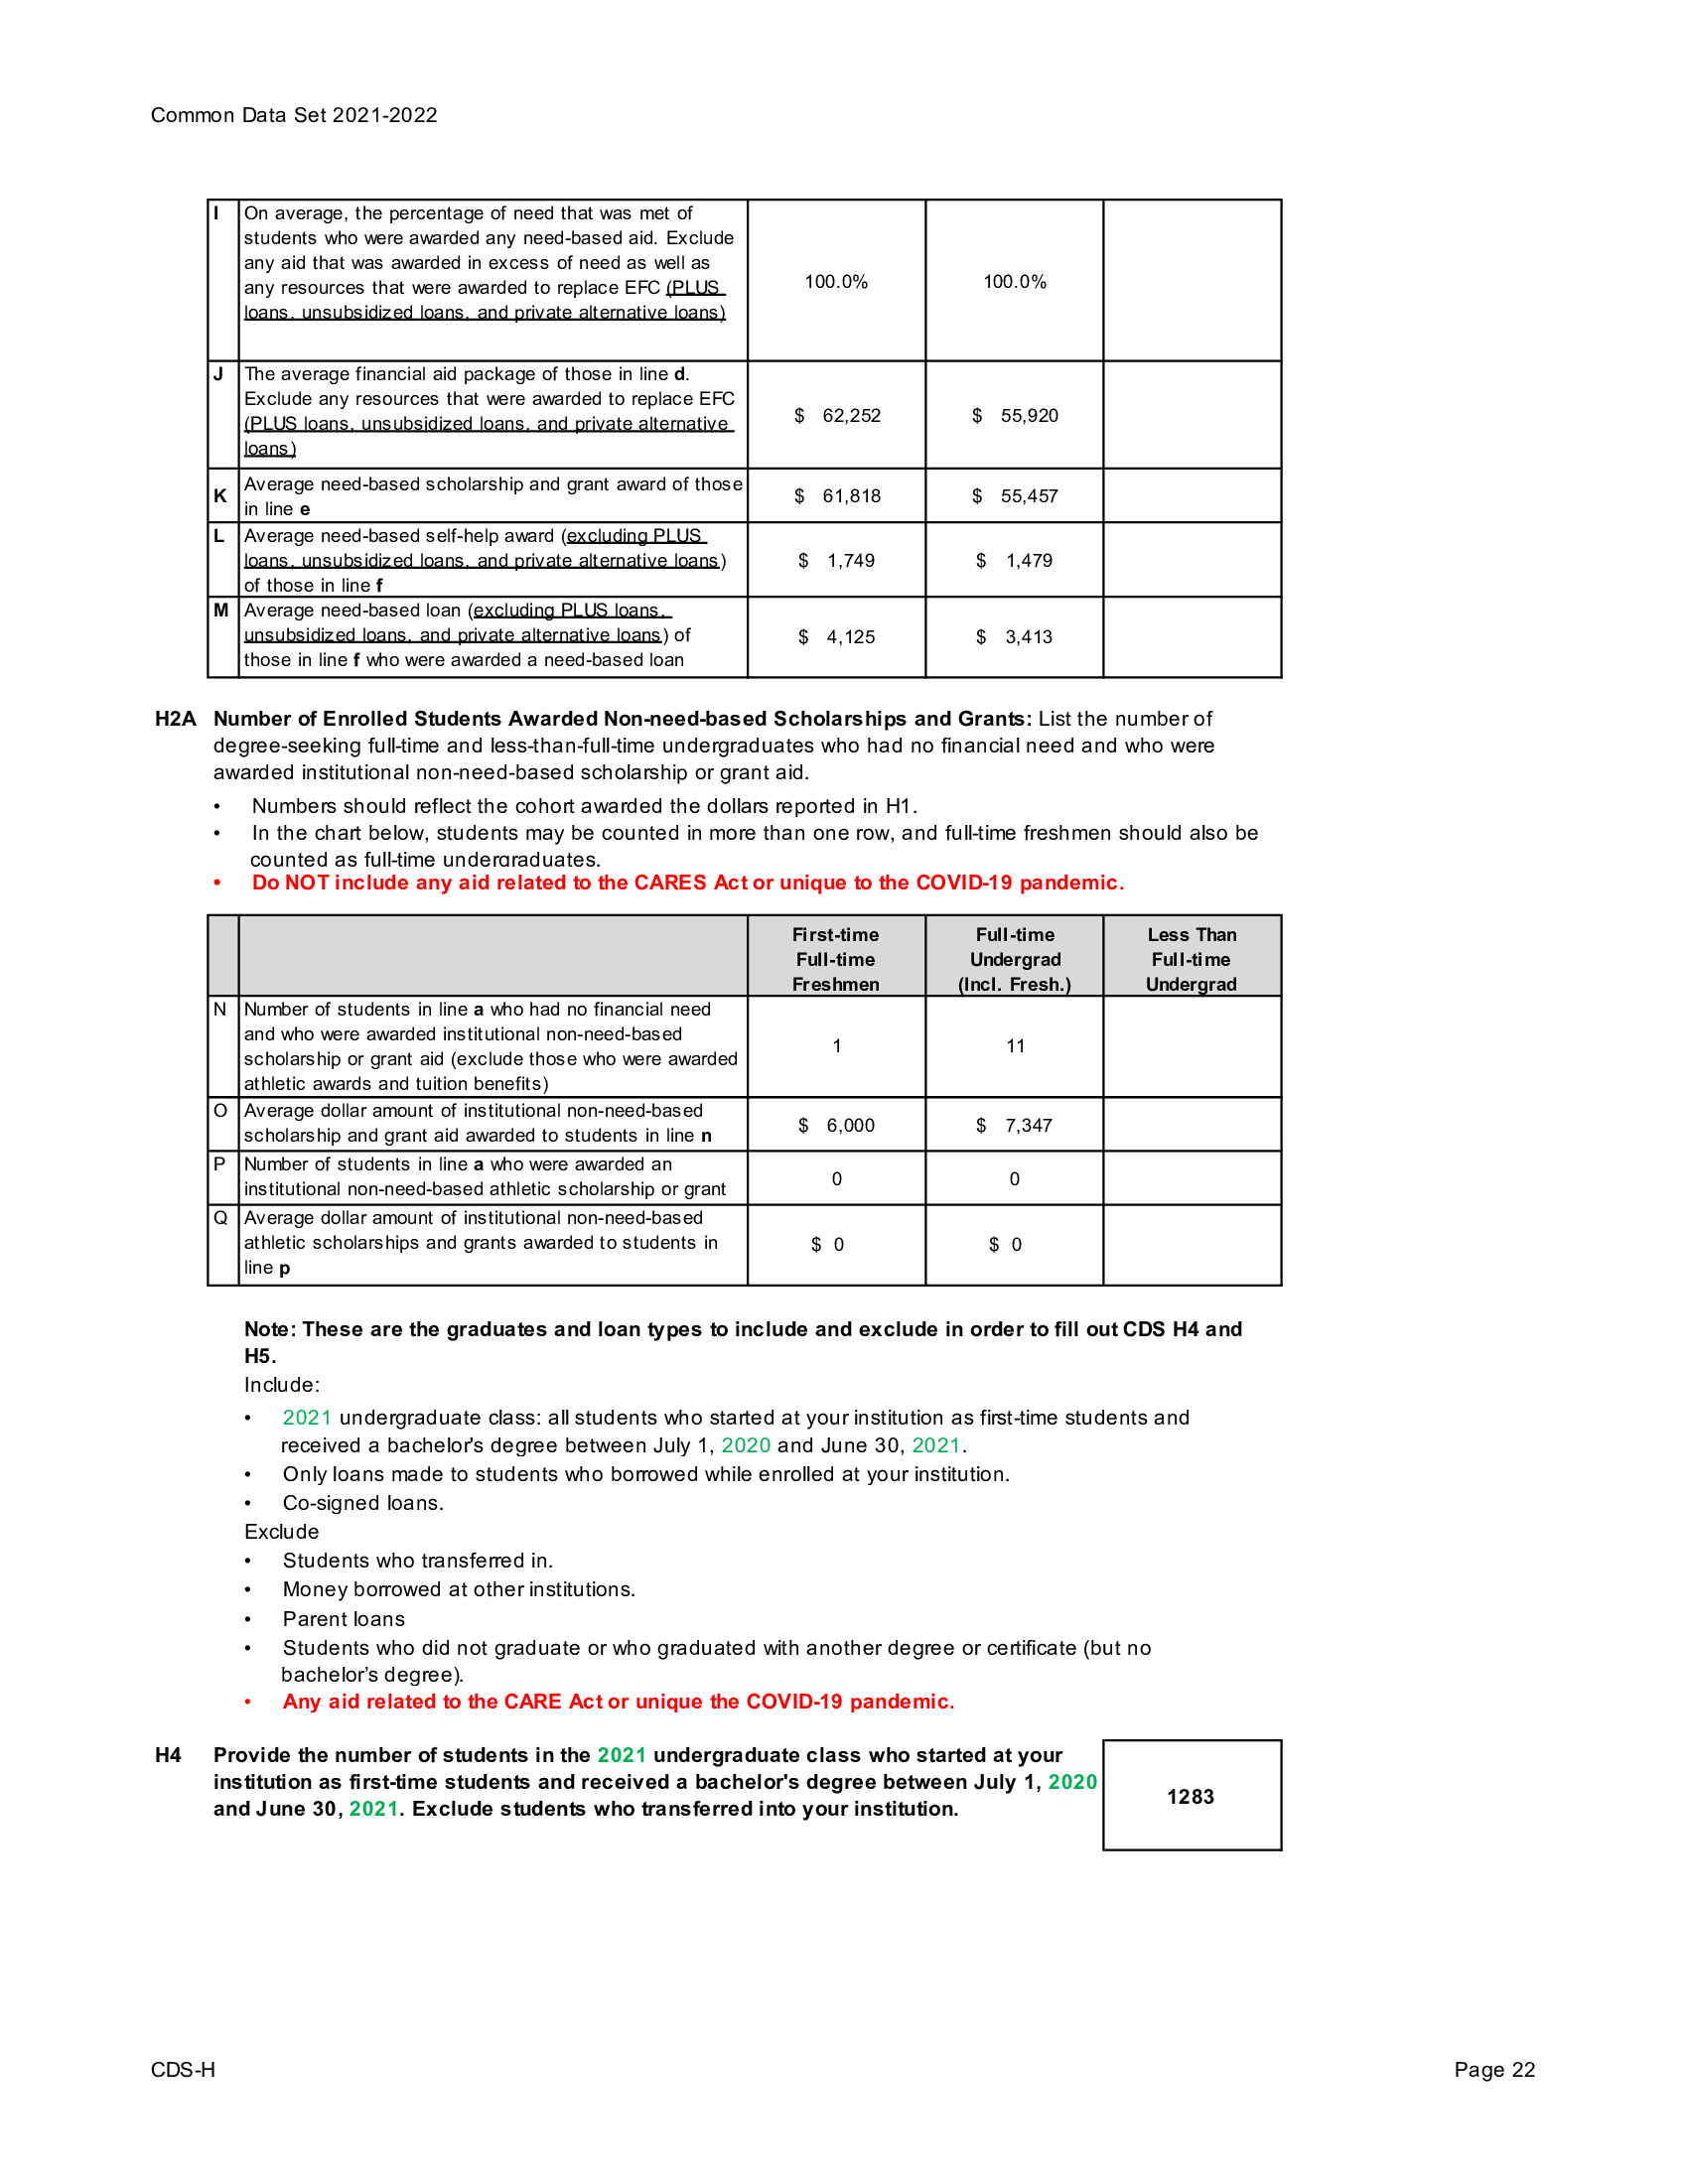 Common Data Set 2021-2022
I On average, the percentage of need that was met of
students who were awarded any need-based aid. Exclude
any aid that was awarded in excess of need as well as
any resources that were awarded to replace EFC (PLUS
loans, unsubsidized loans, and private alternative loans)
100.0% 100.0%
J The average financial aid package of those in line d.
Exclude any resources that were awarded to replace EFC
(PLUS loans, unsubsidized loans, and private alternative
loans)
$ 62,252 $ 55,920
K Average need-based scholarship and grant award of those
in line e
$ 61,818 $ 55,457
L Average need-based self-help award (excluding PLUS
loans, unsubsidized loans, and private alternative loans)
of those in line f
$ 1,749 $ 1,479
M Average need-based loan (excluding PLUS loans,
unsubsidized loans, and private alternative loans) of
those in line f who were awarded a need-based loan
$ 4,125 $ 3,413
H2A Number of Enrolled Students Awarded Non-need-based Scholarships and Grants: List the number of
degree-seeking full-time and less-than-full-time undergraduates who had no financial need and who were
awarded institutional non-need-based scholarship or grant aid.
• Numbers should reflect the cohort awarded the dollars reported in H1.
• In the chart below, students may be counted in more than one row, and full-time freshmen should also be
counted as full-time undergraduates.
• Do NOT include any aid related to the CARES Act or unique to the COVID-19 pandemic.
First-time
Full-time
Freshmen
Full-time
Undergrad
(Incl. Fresh.)
Less Than
Full-time
Undergrad
N Number of students in line a who had no financial need
and who were awarded institutional non-need-based
scholarship or grant aid (exclude those who were awarded
athletic awards and tuition benefits)
1 11
O Average dollar amount of institutional non-need-based
scholarship and grant aid awarded to students in line n
$ 6,000 $ 7,347
P Number of students in line a who were awarded an
institutional non-need-based athletic scholarship or grant
0 0
Q Average dollar amount of institutional non-need-based
athletic scholarships and grants awarded to students in
line p
$ 0 $ 0
Note: These are the graduates and loan types to include and exclude in order to fill out CDS H4 and
H5.
Include:
• 2021 undergraduate class: all students who started at your institution as first-time students and
received a bachelor's degree between July 1, 2020 and June 30, 2021.
• Only loans made to students who borrowed while enrolled at your institution.
• Co-signed loans.
Exclude
• Students who transferred in.
• Money borrowed at other institutions.
• Parent loans
• Students who did not graduate or who graduated with another degree or certificate (but no
bachelor's degree).
• Any aid related to the CARE Act or unique the COVID-19 pandemic.
H4 Provide the number of students in the 2021 undergraduate class who started at your
institution as first-time students and received a bachelor's degree between July 1, 2020
and June 30, 2021. Exclude students who transferred into your institution.
1283
CDS-H Page 22